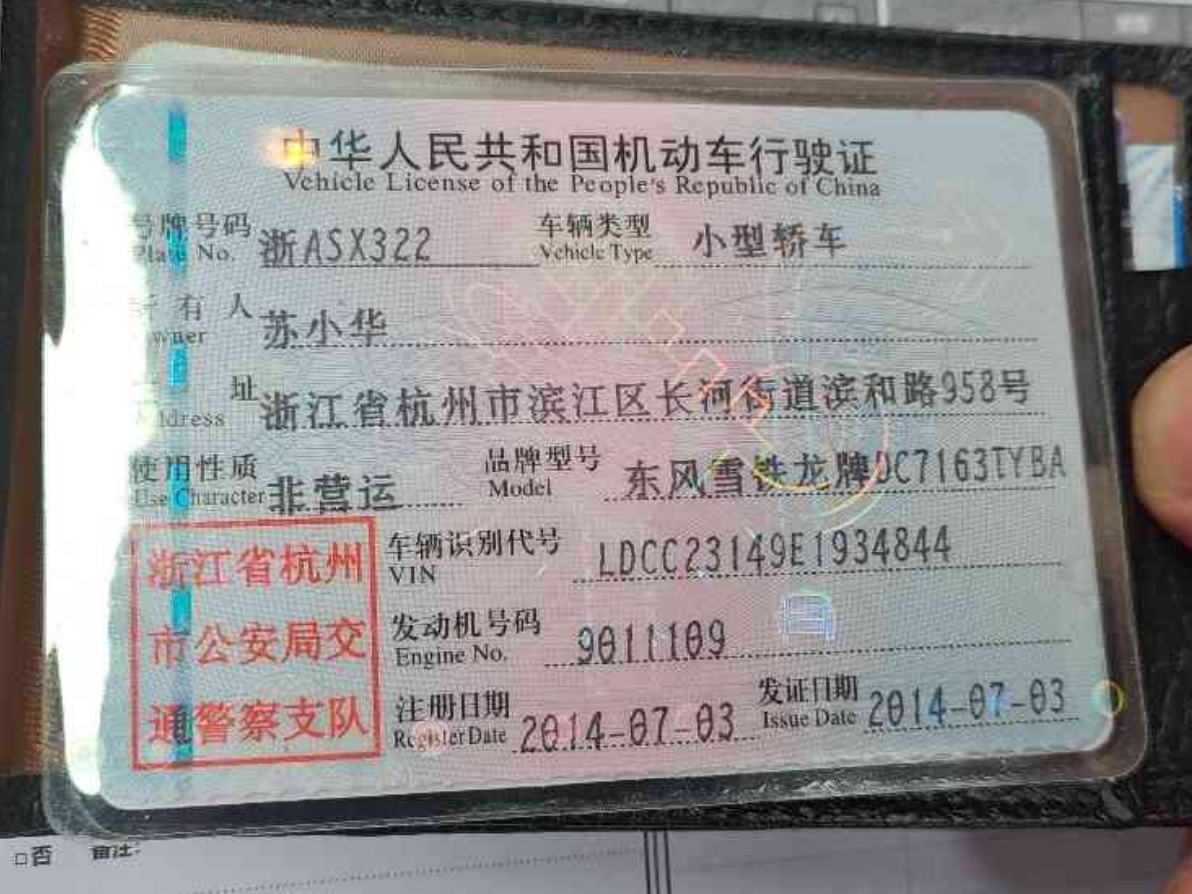 中华人民共和国机动车行驶证
Vehicle License of the People's Republic of China
号牌号码 浙ASX322 车辆类型 小型轿车
Plate No. Vehicle Type
所有人 苏小华
Owner
址 浙江省杭州市滨江区长河街道滨和路958号
Address
使用性质 非营运 品牌型号 东风雪铁龙牌DC7163TYBA
Use Character Model
浙江省杭州
市公安局交
通警察支队
车辆识别代号 LDCC23149E1934844
VIN
发动机号码 9011109
Engine No.
注册日期 2014-07-03 发证日期 2014-07-03
Register Date Issue Date
□否 备注: